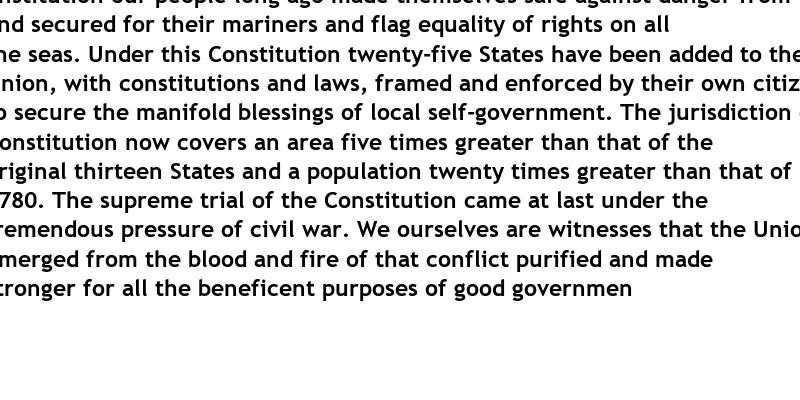 nstitution our people long ago made themselves safe against danger from
nd secured for their mariners and flag equality of rights on all
he seas. Under this Constitution twenty-five States have been added to the
nion, with constitutions and laws, framed and enforced by their own citiz
o secure the manifold blessings of local self-government. The jurisdiction
onstitution now covers an area five times greater than that of the
riginal thirteen States and a population twenty times greater than that of
780. The supreme trial of the Constitution came at last under the
remendous pressure of civil war. We ourselves are witnesses that the Unio
merged from the blood and fire of that conflict purified and made
tronger for all the beneficent purposes of good governmen